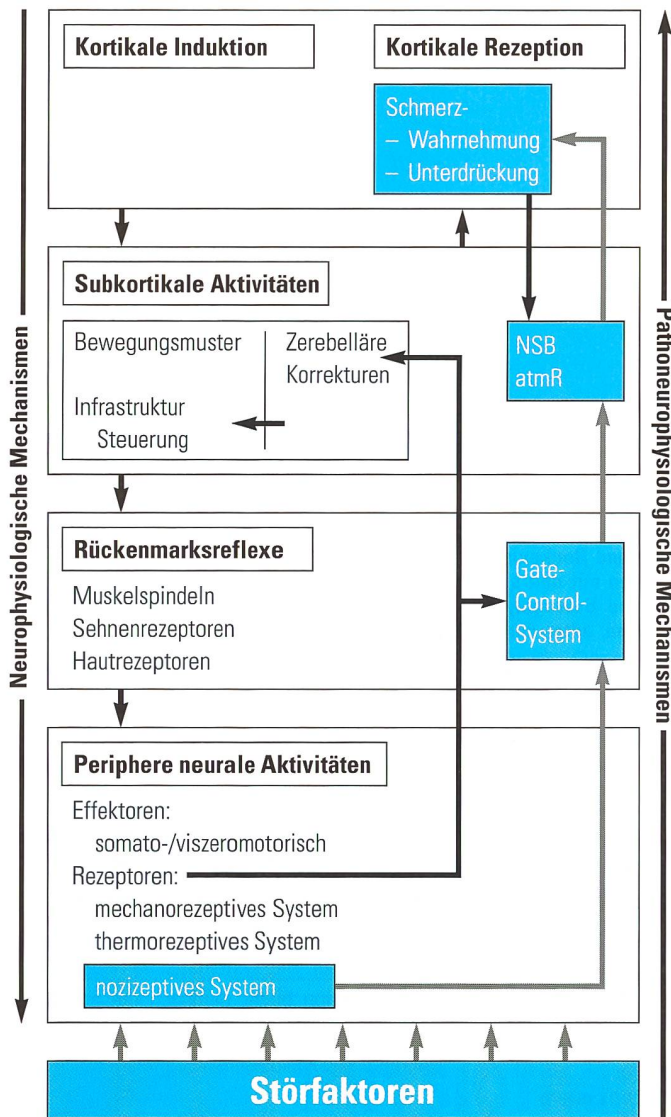 Kortikale Induktion
Kortikale Rezeption
Schmerz-
– Wahrnehmung
– Unterdrückung
Subkortikale Aktivitäten
Bewegungsmuster
Infrastruktur
Steuerung
Zerebelläre
Korrekturen
NSB
atmR
Rückenmarksreflexe
Muskelspindeln
Sehnenrezeptoren
Hautrezeptoren
Gate-
Control-
System
Periphere neurale Aktivitäten
Effektoren:
somato-/viszeromotorisch
Rezeptoren:
mechanorezeptives System
thermorezeptives System
nozizeptives System
Störfaktoren
Neurophysiologische Mechanismen
Pathoneurophysiologische Mechanismen